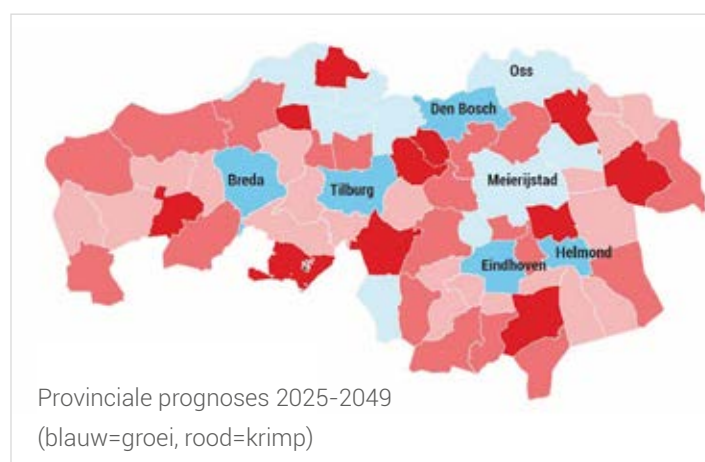 Oss
Den Bosch
Breda
Tilburg
Meierijstad
Helmond
Eindhoven
Provinciale prognoses 2025-2049
(blauw=groei, rood=krimp)